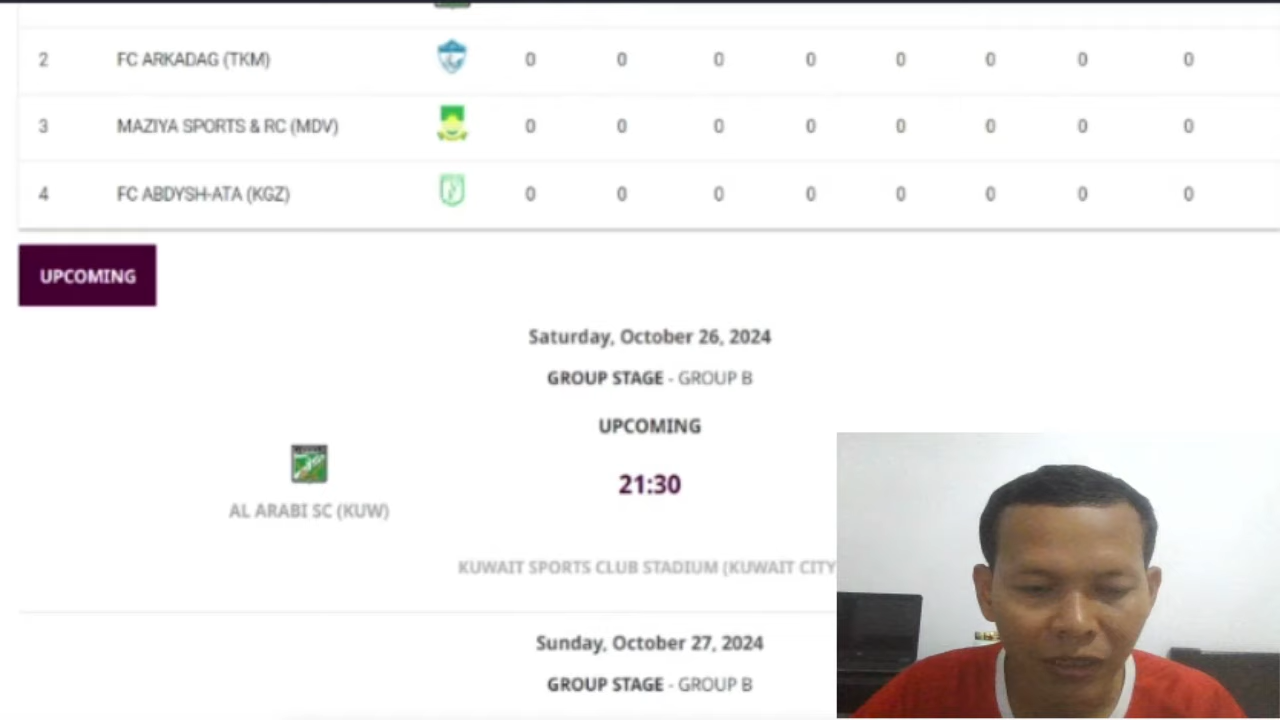 2 FC ARKADAG (TKM) 0 0 0 0 0 0 0 0
3 MAZIYA SPORTS & RC (MDV) 0 0 0 0 0 0 0 0
4 FC ABDYSH-ATA (KGZ) 0 0 0 0 0 0 0 0
UPCOMING
Saturday, October 26, 2024
GROUP STAGE - GROUP B
UPCOMING
21:30
AL ARABI SC (KUW)
KUWAIT SPORTS CLUB STADIUM (KUWAIT CITY
Sunday, October 27, 2024
GROUP STAGE - GROUP B